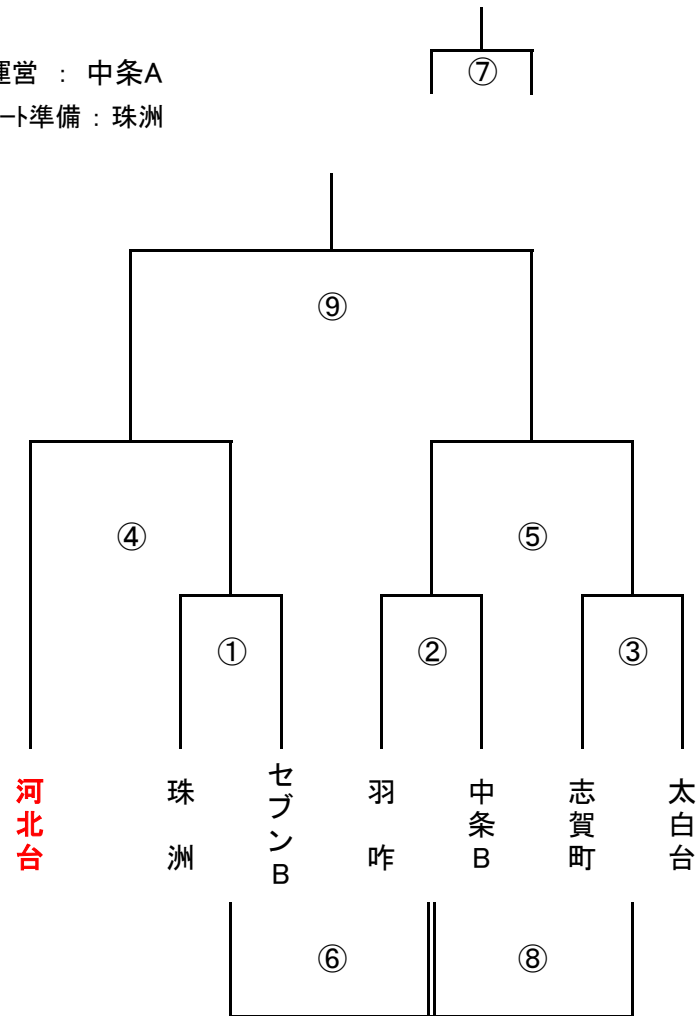 運営 : 中条A
⑦
ート準備 : 珠洲
⑨
④
⑤
①
②
③
河北台
珠洲
セブンB
羽咋
中条B
志賀町
太白台
⑥
⑧